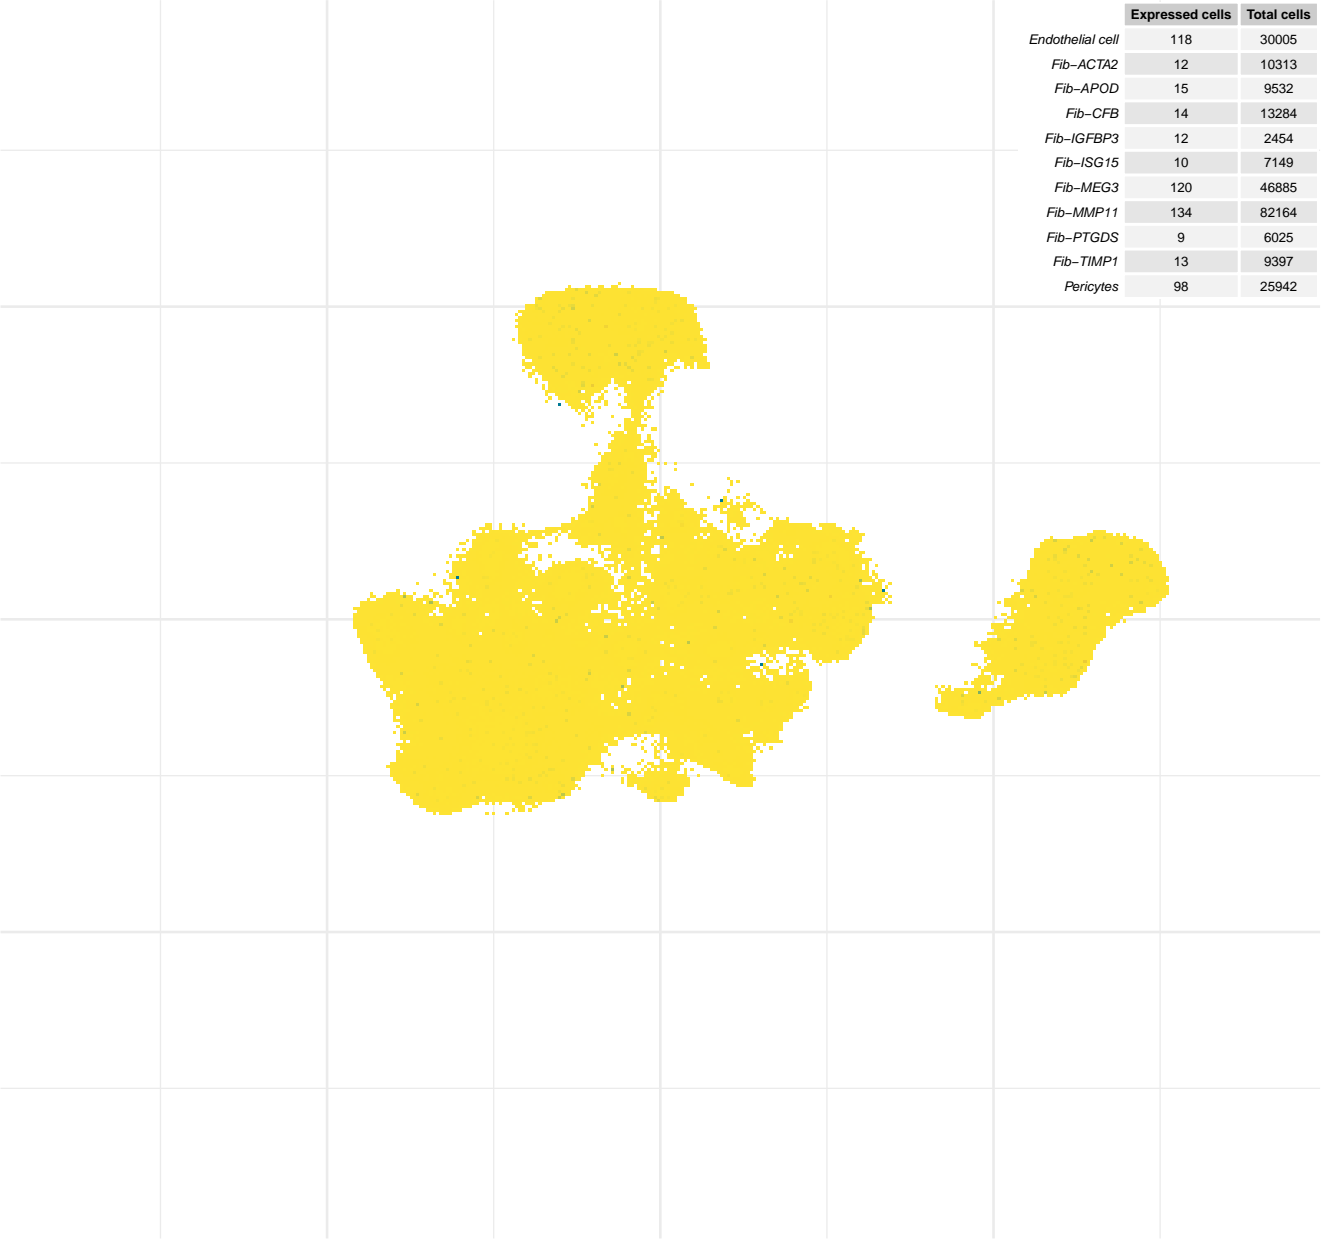 Expressed cells Total cells
Endothelial cell 118 30005
Fib−ACTA2 12 10313
Fib−APOD 15 9532
Fib−CFB 14 13284
Fib−IGFBP3 12 2454
Fib−ISG15 10 7149
Fib−MEG3 120 46885
Fib−MMP11 134 82164
Fib−PTGDS 9 6025
Fib−TIMP1 13 9397
Pericytes 98 25942